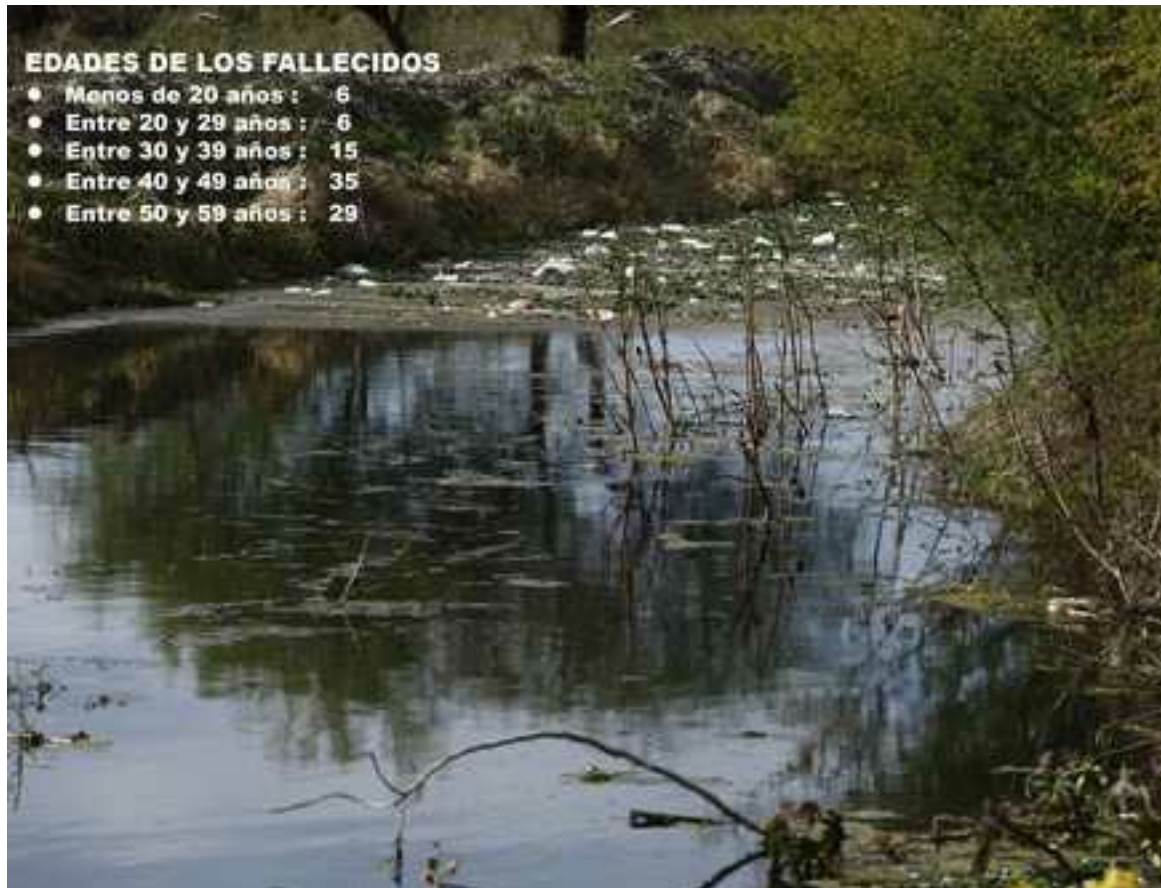 EDADES DE LOS FALLECIDOS
● Menos de 20 años : 6
● Entre 20 y 29 años : 6
● Entre 30 y 39 años : 15
● Entre 40 y 49 años : 35
● Entre 50 y 59 años : 29